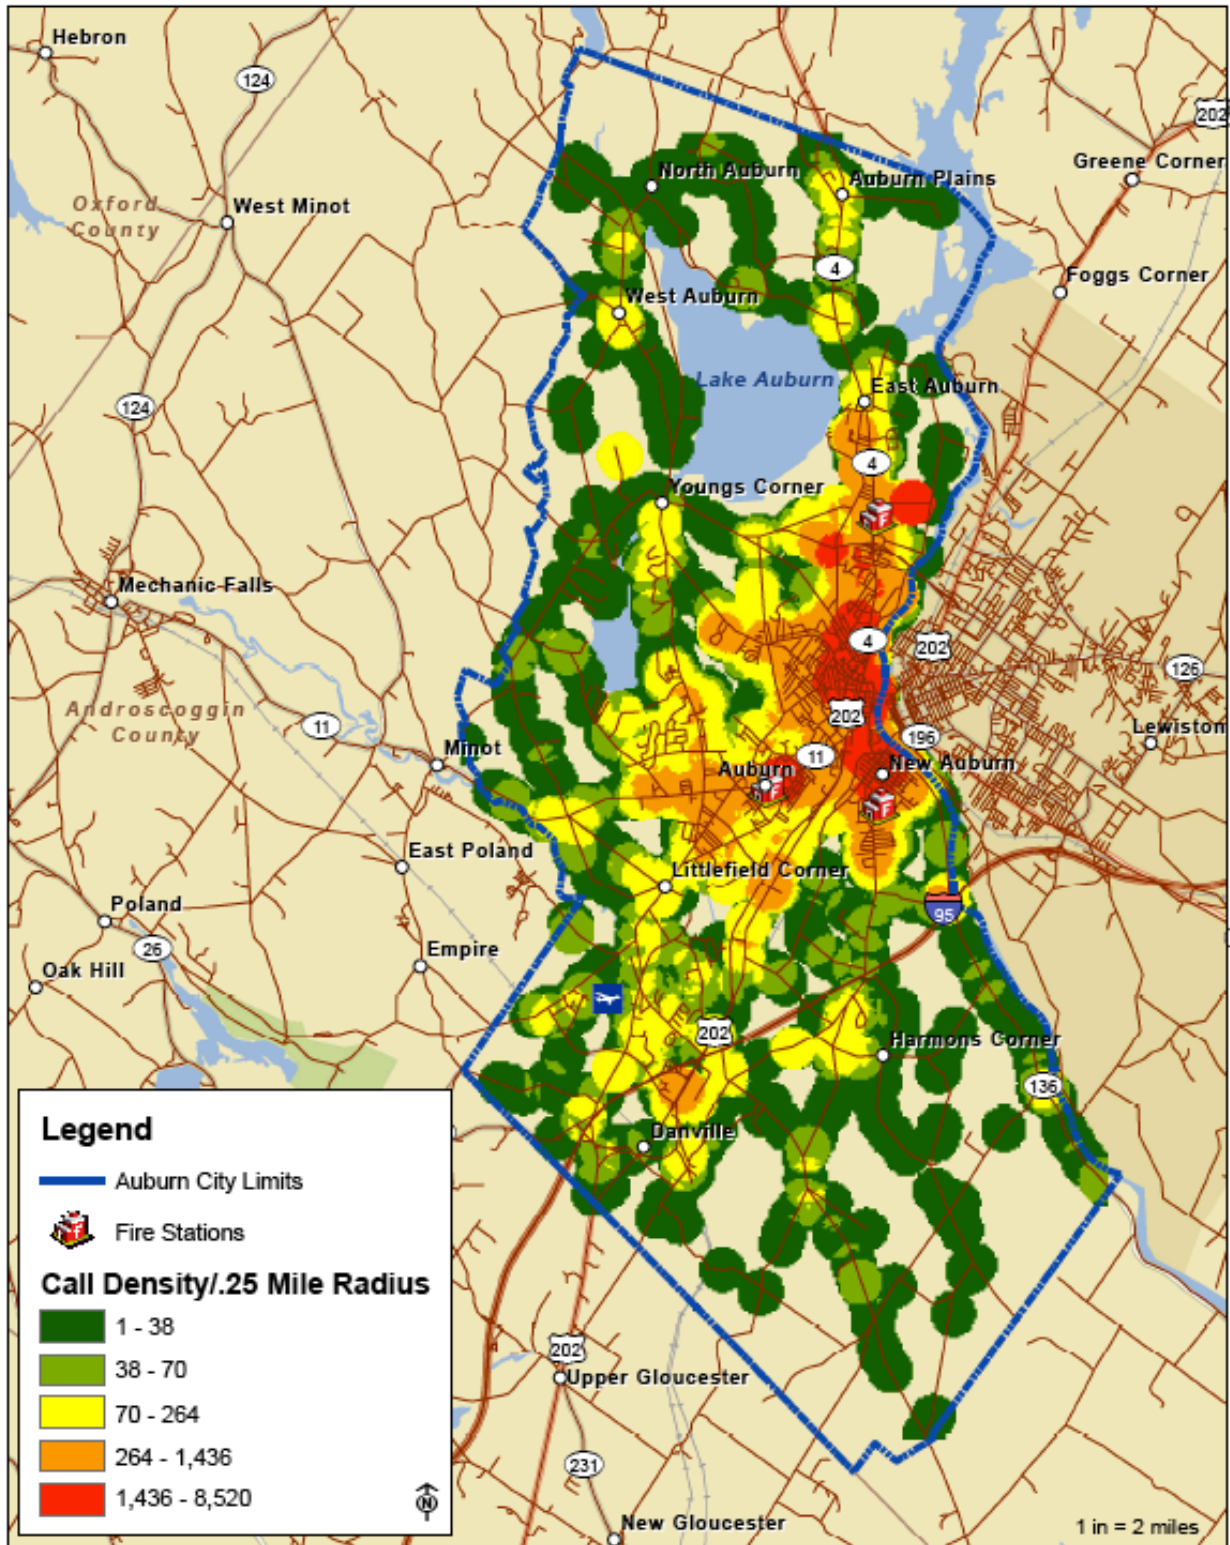 Hebron
124
202
Greene Corner
North Auburn
Auburn Plains
Oxford
County
West Minot
4
Foggs Corner
West Auburn
Lake Auburn
East Auburn
124
4
Youngs Corner
Mechanic Falls
4
202
126
Androscoggin
County
11
202
196
Lewiston
Minot
11
New Auburn
Auburn
East Poland
Littlefield Corner
Poland
95
26
Empire
Oak Hill
202
Harmons Corner
136
Danville
Legend
Auburn City Limits
F
Fire Stations
Call Density/.25 Mile Radius
1 - 38
38 - 70
70 - 264
264 - 1,436
1,436 - 8,520
N
202
Upper Gloucester
231
New Gloucester
1 in = 2 miles